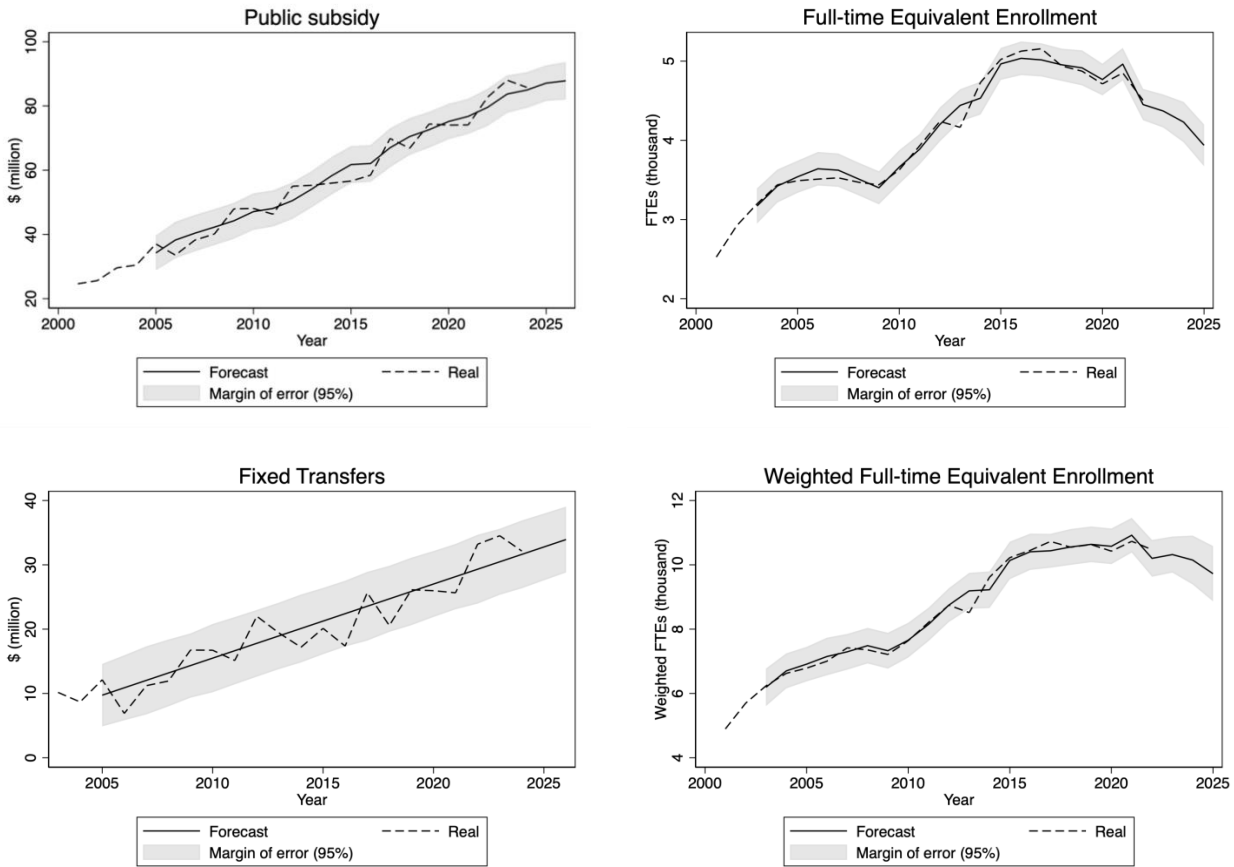 Public subsidy
$ (million)
100
80
60
40
20
2000 2005 2010 2015 2020 2025
Year
Forecast Real
Margin of error (95%)
Full-time Equivalent Enrollment
FTEs (thousand)
5
4
3
2
2000 2005 2010 2015 2020 2025
Year
Forecast Real
Margin of error (95%)
Fixed Transfers
$ (million)
40
30
20
10
0
2005 2010 2015 2020 2025
Year
Forecast Real
Margin of error (95%)
Weighted Full-time Equivalent Enrollment
Weighted FTEs (thousand)
12
10
8
6
4
2000 2005 2010 2015 2020 2025
Year
Forecast Real
Margin of error (95%)